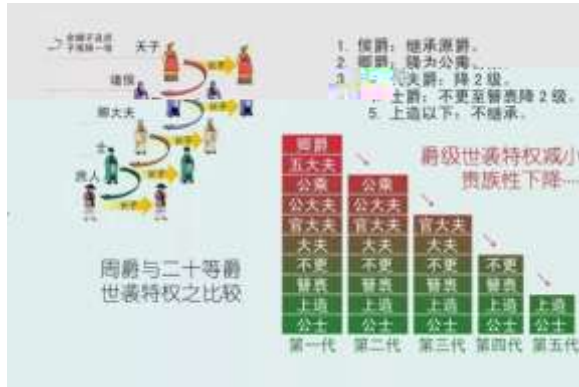 天子
诸侯
卿大夫
士
庶人
周爵与二十等爵
世袭特权之比较
1. 侯爵：继承原爵。
2. 卿爵：降为公乘
3.
大夫爵：降2级。
士爵：不更至簪袅降2级。
5. 上造以下：不继承。
爵级世袭特权减小
贵族性下降
卿爵
五大夫
公乘 公乘
公大夫 公大夫
官大夫 官大夫 官大夫
大夫 大夫 大夫
不更 不更 不更 不更
簪袅 簪袅 簪袅 簪袅
上造 上造 上造 上造 上造
公士 公士 公士 公士 公士
第一代 第二代 第三代 第四代 第五代